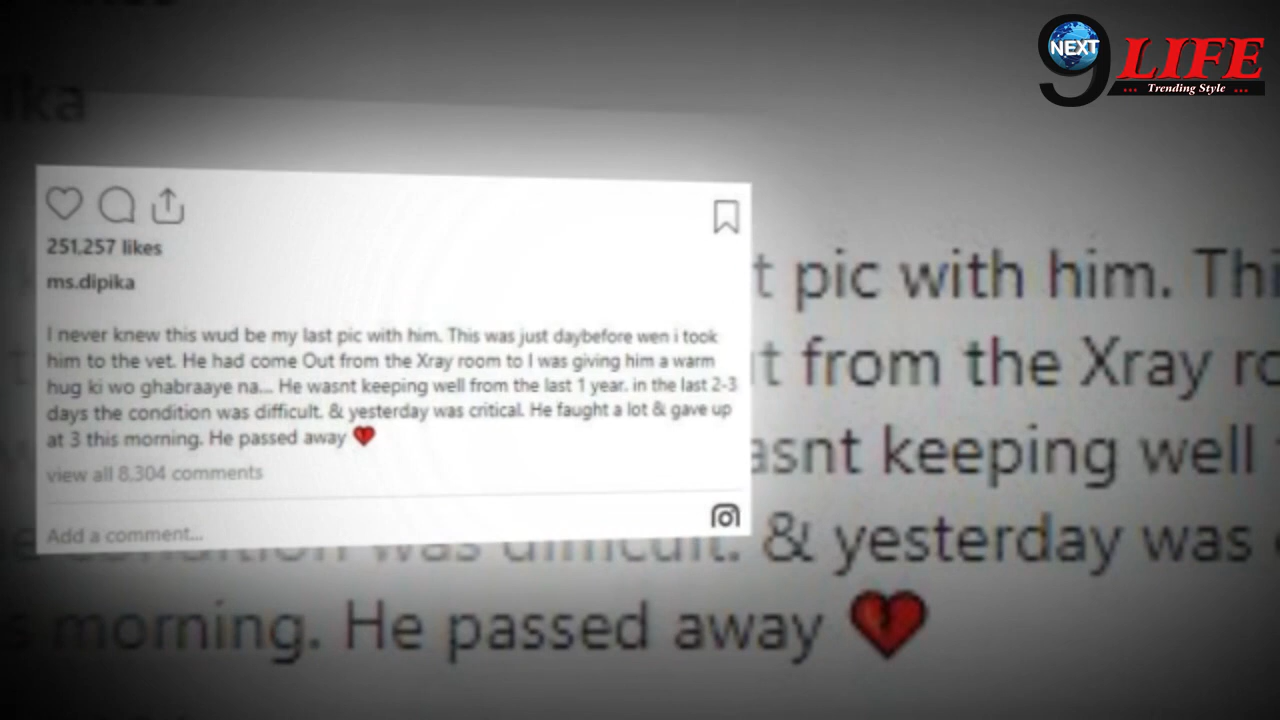 NEXT
9 LIFE
... Trending Style ...
ika
251,257 likes
ms.dipika
I never knew this wud be my last pic with him. This was just daybefore wen i took
him to the vet. He had come Out from the Xray room to I was giving him a warm
hug ki wo ghabraaye na... He wasnt keeping well from the last 1 year. in the last 2-3
days the condition was difficult. & yesterday was critical. He faught a lot & gave up
at 3 this morning. He passed away 💔
view all 8,304 comments
Add a comment...
t pic with him. Thi
t from the Xray ro
asnt keeping well
was difficult. & yesterday was
s morning. He passed away 💔